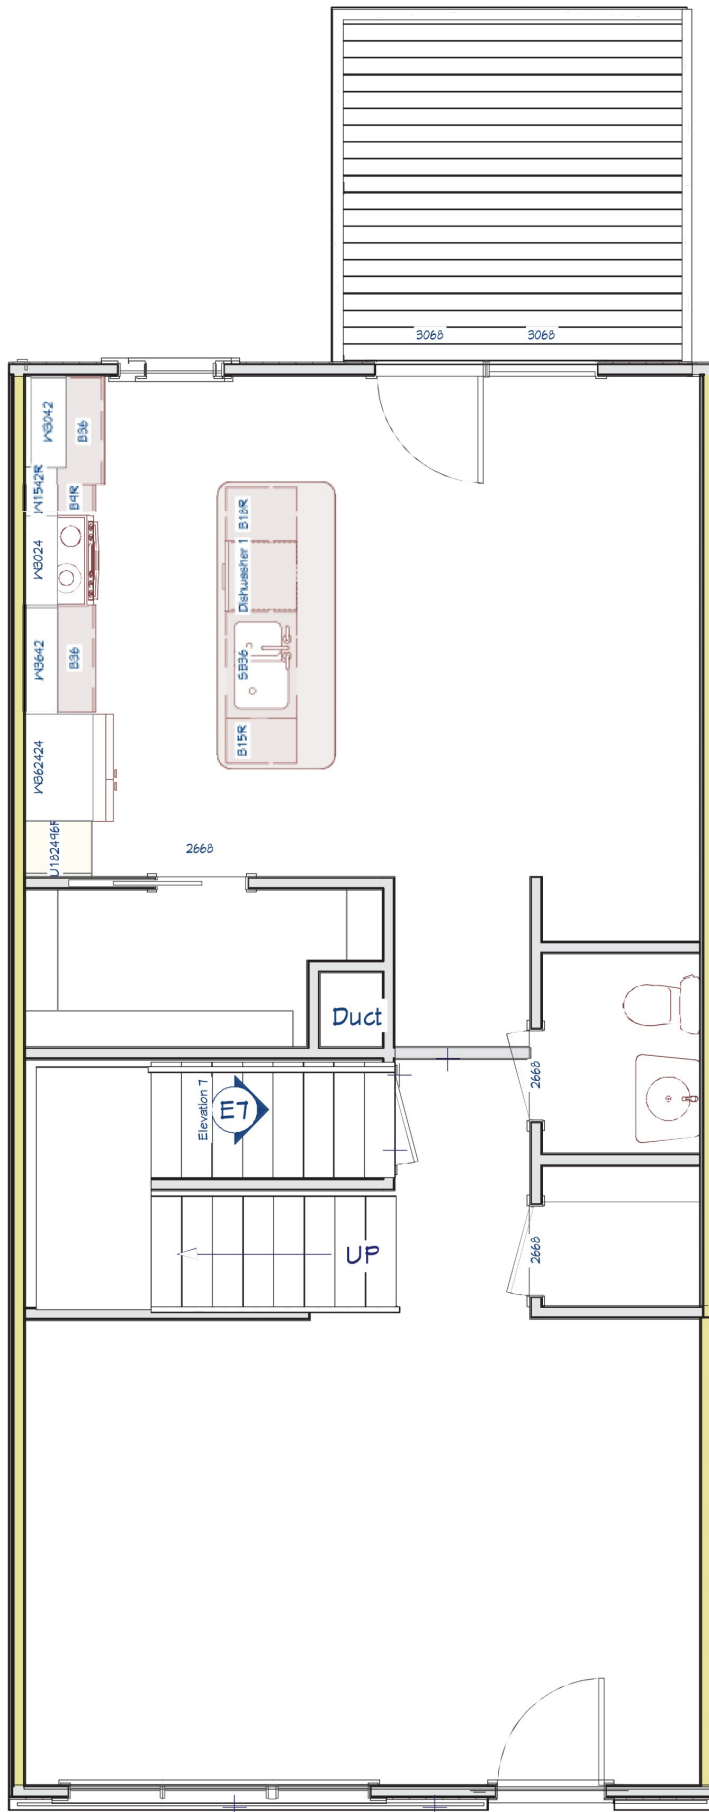 3068 3068
W3042 B36
W1542R B9R
B18R
W3024
Dishwasher 1
W3642 B36
SB36
B15R
W362424
U182496R
2668
Duct
2668
Elevation 7
E7
UP
2668